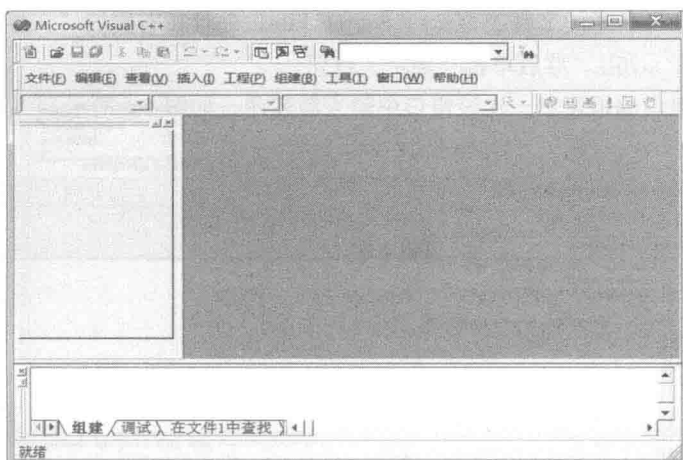 Microsoft Visual C++
文件(F) 编辑(E) 查看(V) 插入(I) 工程(P) 组建(B) 工具(T) 窗口(W) 帮助(H)
组建 调试 在文件1中查找
就绪